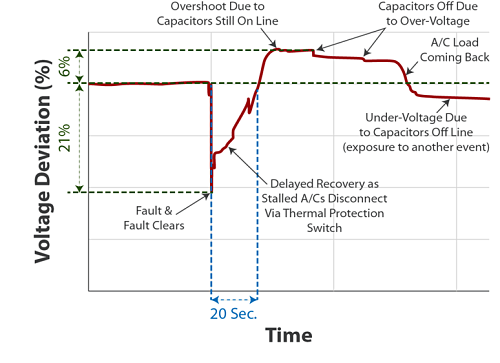 Overshoot Due to
Capacitors Still On Line
Capacitors Off Due
to Over-Voltage
A/C Load
Coming Back
6%
21%
Voltage Deviation (%)
Under-Voltage Due
to Capacitors Off Line
(exposure to another event)
Delayed Recovery as
Stalled A/Cs Disconnect
Via Thermal Protection
Switch
Fault &
Fault Clears
20 Sec.
Time